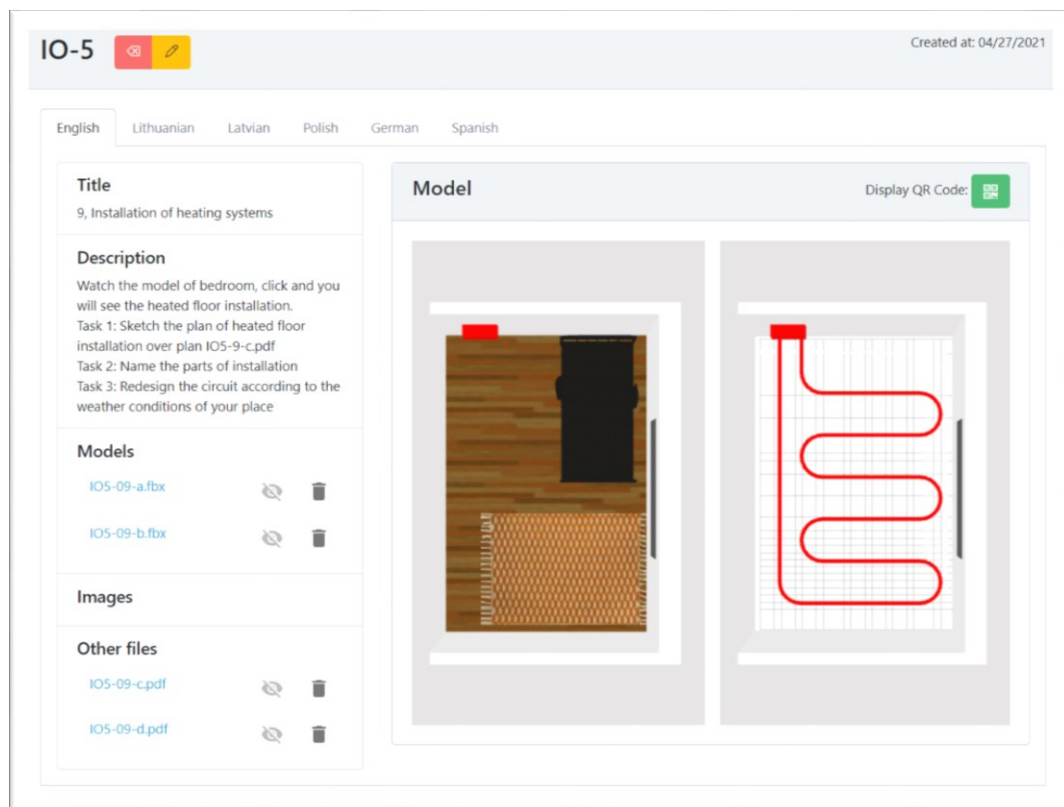 IO-5
Created at: 04/27/2021
English Lithuanian Latvian Polish German Spanish
Title
9, Installation of heating systems
Description
Watch the model of bedroom, click and you
will see the heated floor installation.
Task 1: Sketch the plan of heated floor
installation over plan IO5-9-c.pdf
Task 2: Name the parts of installation
Task 3: Redesign the circuit according to the
weather conditions of your place
Models
IO5-09-a.fbx
IO5-09-b.fbx
Images
Other files
IO5-09-c.pdf
IO5-09-d.pdf
Model
Display QR Code: